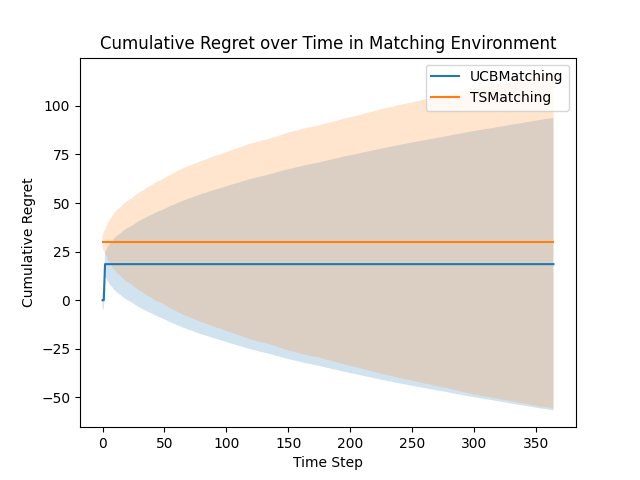 Cumulative Regret over Time in Matching Environment
UCBMatching
TSMatching
Cumulative Regret
100
75
50
25
0
−25
−50
0 50 100 150 200 250 300 350
Time Step